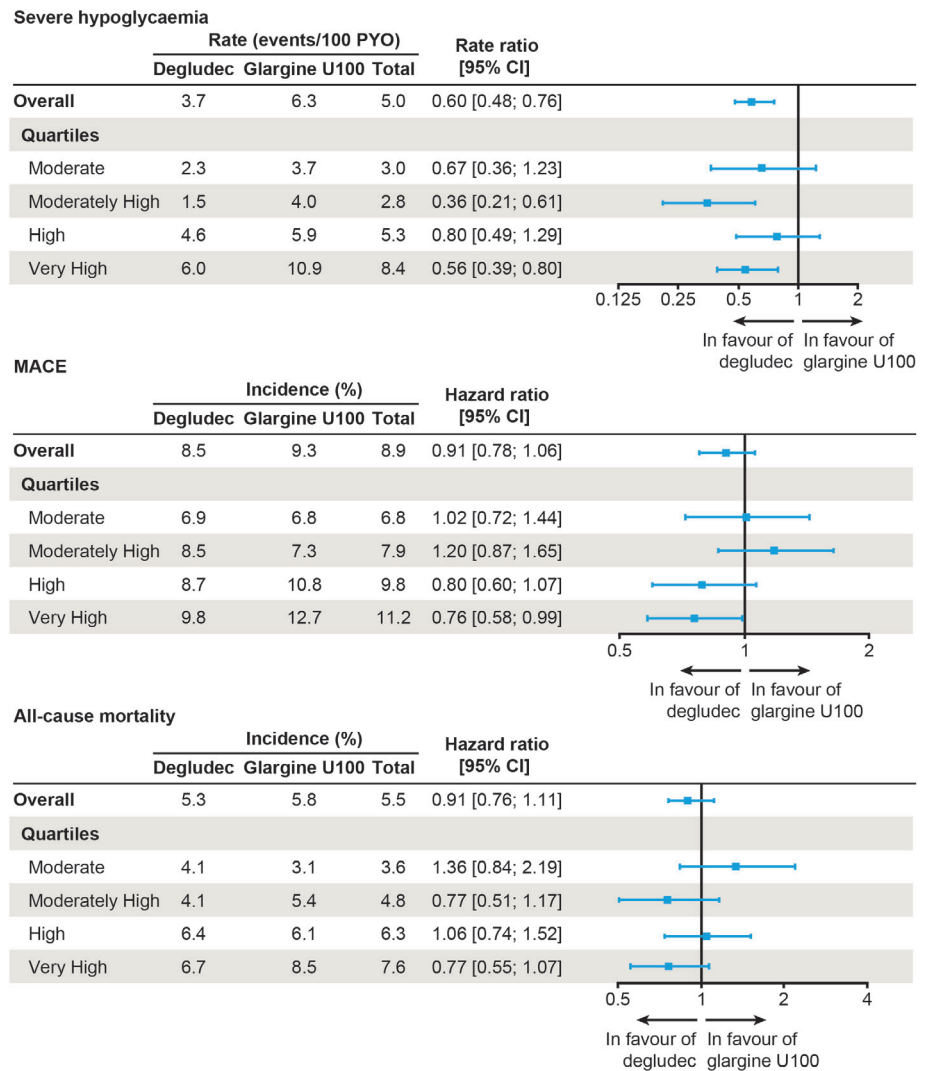 Severe hypoglycaemia
Rate (events/100 PYO) Rate ratio
Degludec Glargine U100 Total [95% CI]
Overall 3.7 6.3 5.0 0.60 [0.48; 0.76]
Quartiles
Moderate 2.3 3.7 3.0 0.67 [0.36; 1.23]
Moderately High 1.5 4.0 2.8 0.36 [0.21; 0.61]
High 4.6 5.9 5.3 0.80 [0.49; 1.29]
Very High 6.0 10.9 8.4 0.56 [0.39; 0.80]
0.125 0.25 0.5 1 2
In favour of In favour of
degludec glargine U100
MACE
Incidence (%) Hazard ratio
Degludec Glargine U100 Total [95% CI]
Overall 8.5 9.3 8.9 0.91 [0.78; 1.06]
Quartiles
Moderate 6.9 6.8 6.8 1.02 [0.72; 1.44]
Moderately High 8.5 7.3 7.9 1.20 [0.87; 1.65]
High 8.7 10.8 9.8 0.80 [0.60; 1.07]
Very High 9.8 12.7 11.2 0.76 [0.58; 0.99]
0.5 1 2
In favour of In favour of
degludec glargine U100
All-cause mortality
Incidence (%) Hazard ratio
Degludec Glargine U100 Total [95% CI]
Overall 5.3 5.8 5.5 0.91 [0.76; 1.11]
Quartiles
Moderate 4.1 3.1 3.6 1.36 [0.84; 2.19]
Moderately High 4.1 5.4 4.8 0.77 [0.51; 1.17]
High 6.4 6.1 6.3 1.06 [0.74; 1.52]
Very High 6.7 8.5 7.6 0.77 [0.55; 1.07]
0.5 1 2 4
In favour of In favour of
degludec glargine U100